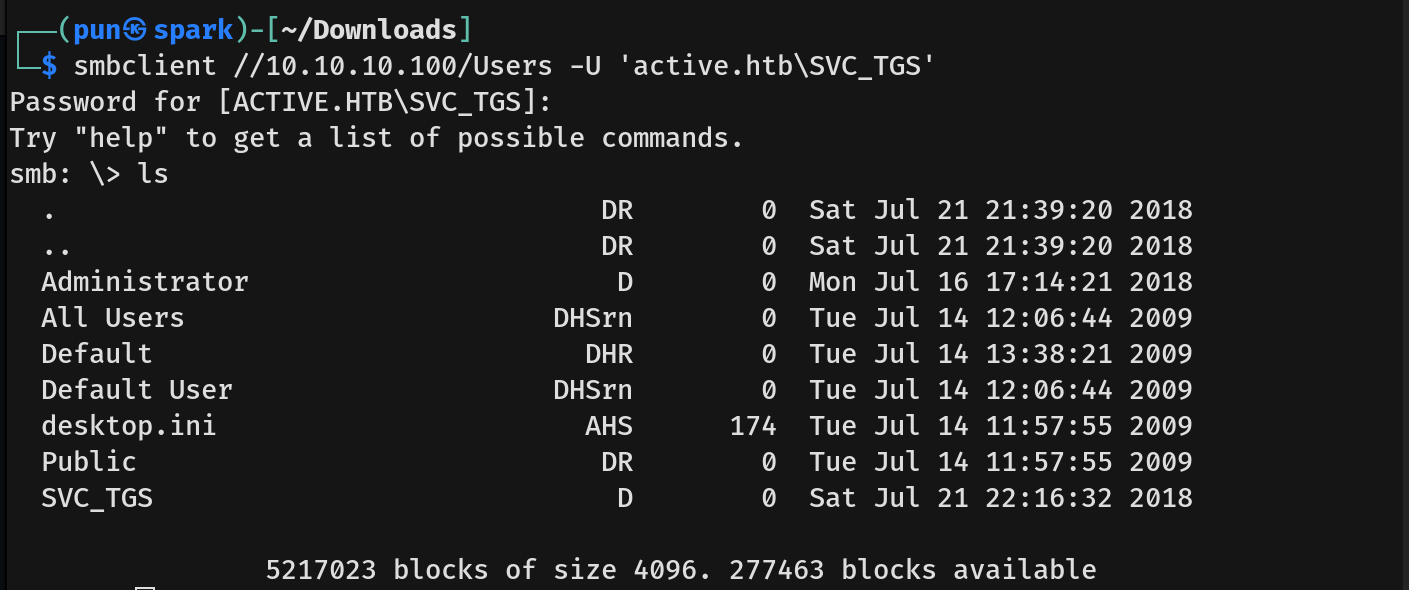 ┌──(pun㉿spark)-[~/Downloads]
└─$ smbclient //10.10.10.100/Users -U 'active.htb\SVC_TGS'
Password for [ACTIVE.HTB\SVC_TGS]:
Try "help" to get a list of possible commands.
smb: \> ls
  .                                  DR        0  Sat Jul 21 21:39:20 2018
  ..                                 DR        0  Sat Jul 21 21:39:20 2018
  Administrator                       D        0  Mon Jul 16 17:14:21 2018
  All Users                       DHSrn        0  Tue Jul 14 12:06:44 2009
  Default                           DHR        0  Tue Jul 14 13:38:21 2009
  Default User                    DHSrn        0  Tue Jul 14 12:06:44 2009
  desktop.ini                       AHS      174  Tue Jul 14 11:57:55 2009
  Public                             DR        0  Tue Jul 14 11:57:55 2009
  SVC_TGS                             D        0  Sat Jul 21 22:16:32 2018
                5217023 blocks of size 4096. 277463 blocks available